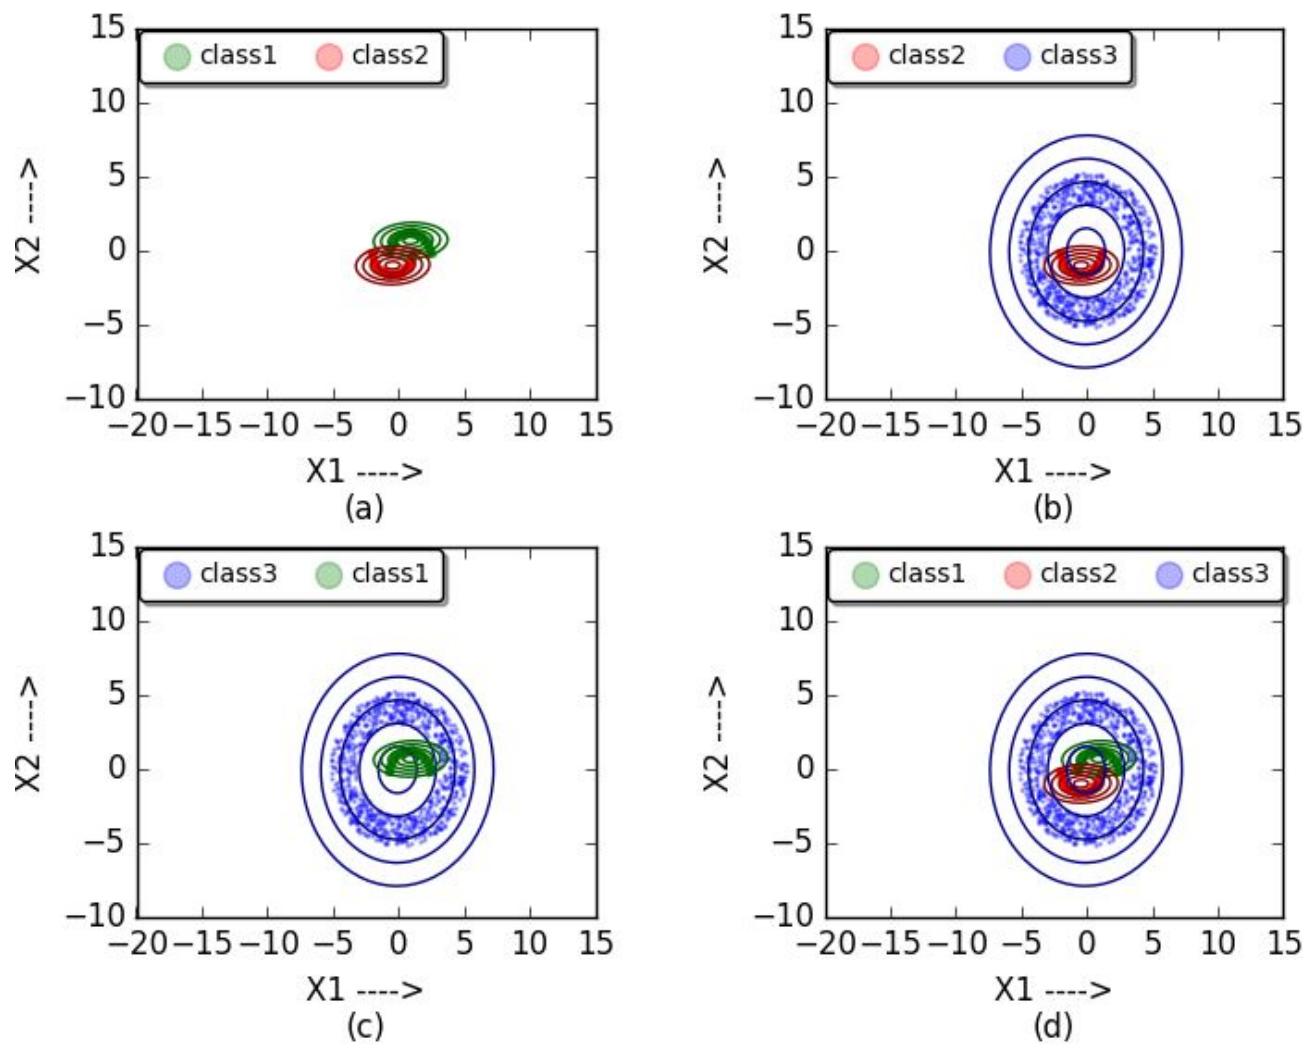 class1 class2
15
10
5
0
−5
−10
X2 ---->
−20 −15 −10 −5 0 5 10 15
X1 ---->
(a)
class2 class3
15
10
5
0
−5
−10
X2 ---->
−20 −15 −10 −5 0 5 10 15
X1 ---->
(b)
class3 class1
15
10
5
0
−5
−10
X2 ---->
−20 −15 −10 −5 0 5 10 15
X1 ---->
(c)
class1 class2 class3
15
10
5
0
−5
−10
X2 ---->
−20 −15 −10 −5 0 5 10 15
X1 ---->
(d)